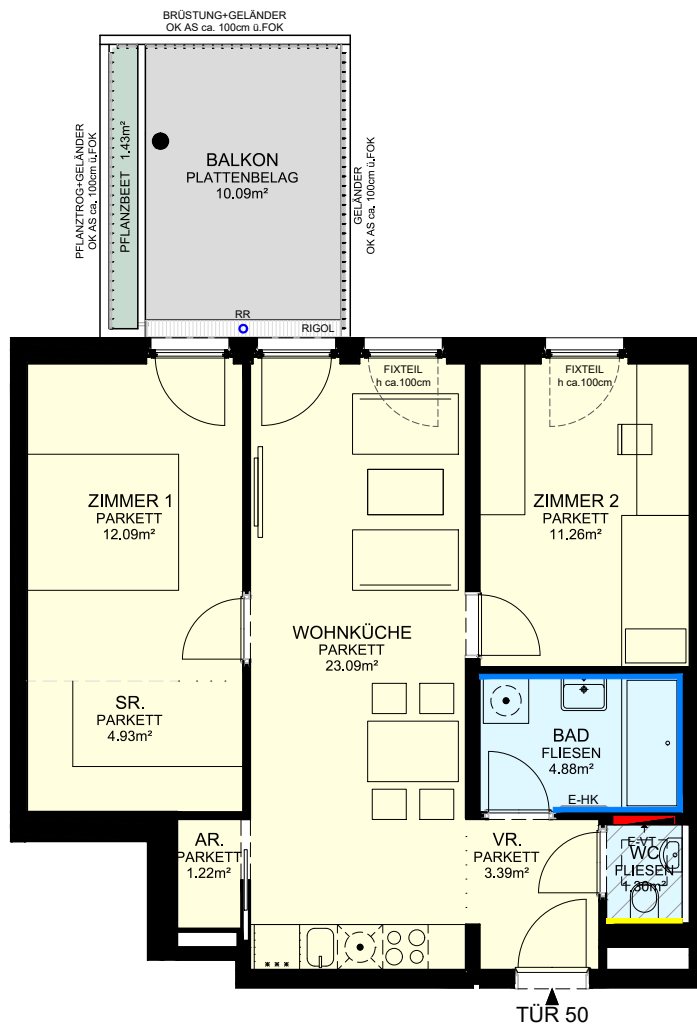 BRÜSTUNG+GELÄNDER
OK AS ca. 100cm ü.FOK
PFLANZTROG+GELÄNDER
OK AS ca. 100cm ü.FOK
PFLANZBEET 1.43m²
BALKON
PLATTENBELAG
10.09m²
GELÄNDER
OK AS ca. 100cm ü.FOK
RR
RIGOL
FIXTEIL
h ca.100cm
FIXTEIL
h ca.100cm
ZIMMER 1
PARKETT
12.09m²
ZIMMER 2
PARKETT
11.26m²
WOHNKÜCHE
PARKETT
23.09m²
SR.
PARKETT
4.93m²
BAD
FLIESEN
4.88m²
E-HK
AR.
PARKETT
1.22m²
VR.
PARKETT
3.39m²
E-VT
WC
FLIESEN
1.30m²
TÜR 50